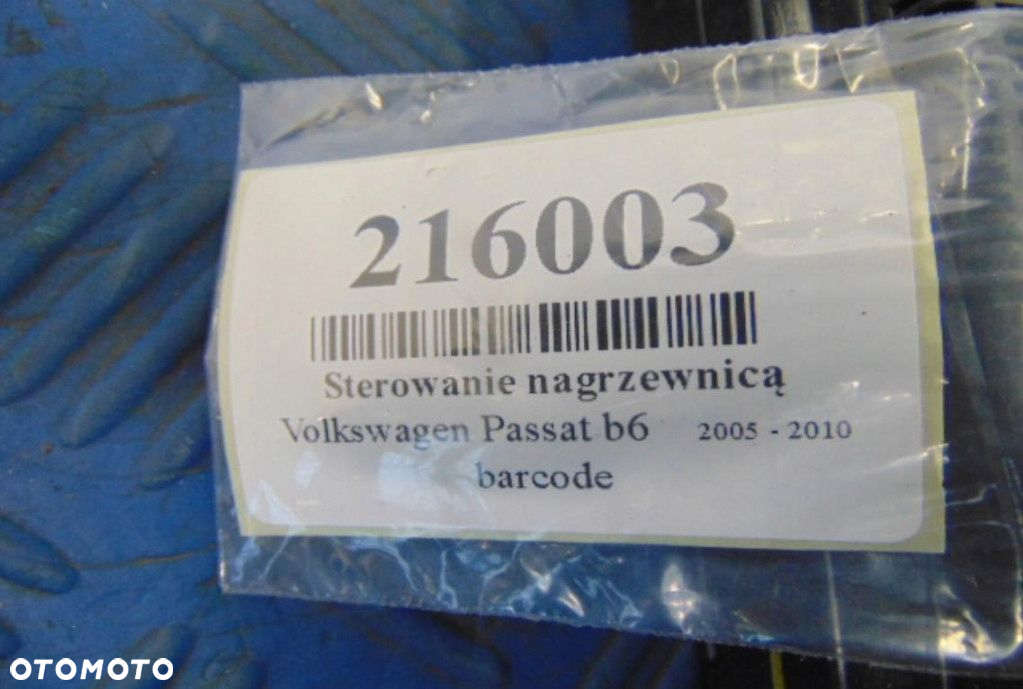 216003
Sterowanie nagrzewnicą
Volkswagen Passat b6 2005 - 2010
barcode
OTOMOTO